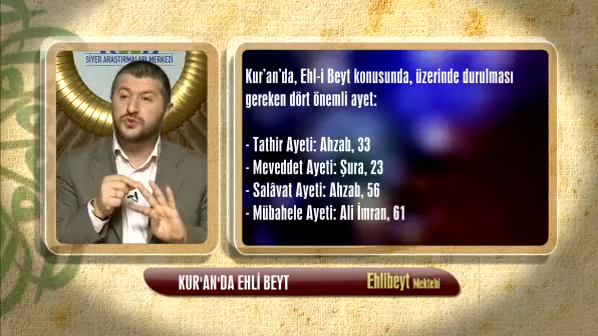 SİYER ARAŞTIRMALARI MERKEZİ
Kur'an'da, Ehl-i Beyt konusunda, üzerinde durulması
gereken dört önemli ayet:
- Tathir Ayeti: Ahzab, 33
- Meveddet Ayeti: Şura, 23
- Salâvat Ayeti: Ahzab, 56
- Mübahele Ayeti: Ali İmran, 61
KUR'AN'DA EHLİ BEYT
Ehlibeyt Mektebi